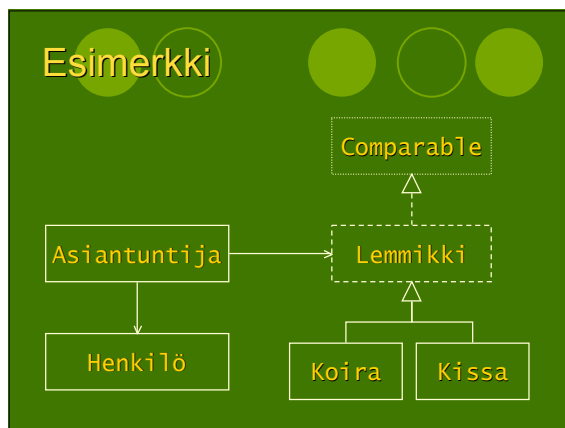 Esimerkki
Comparable
Asiantuntija
Lemmikki
Henkilö
Koira
Kissa